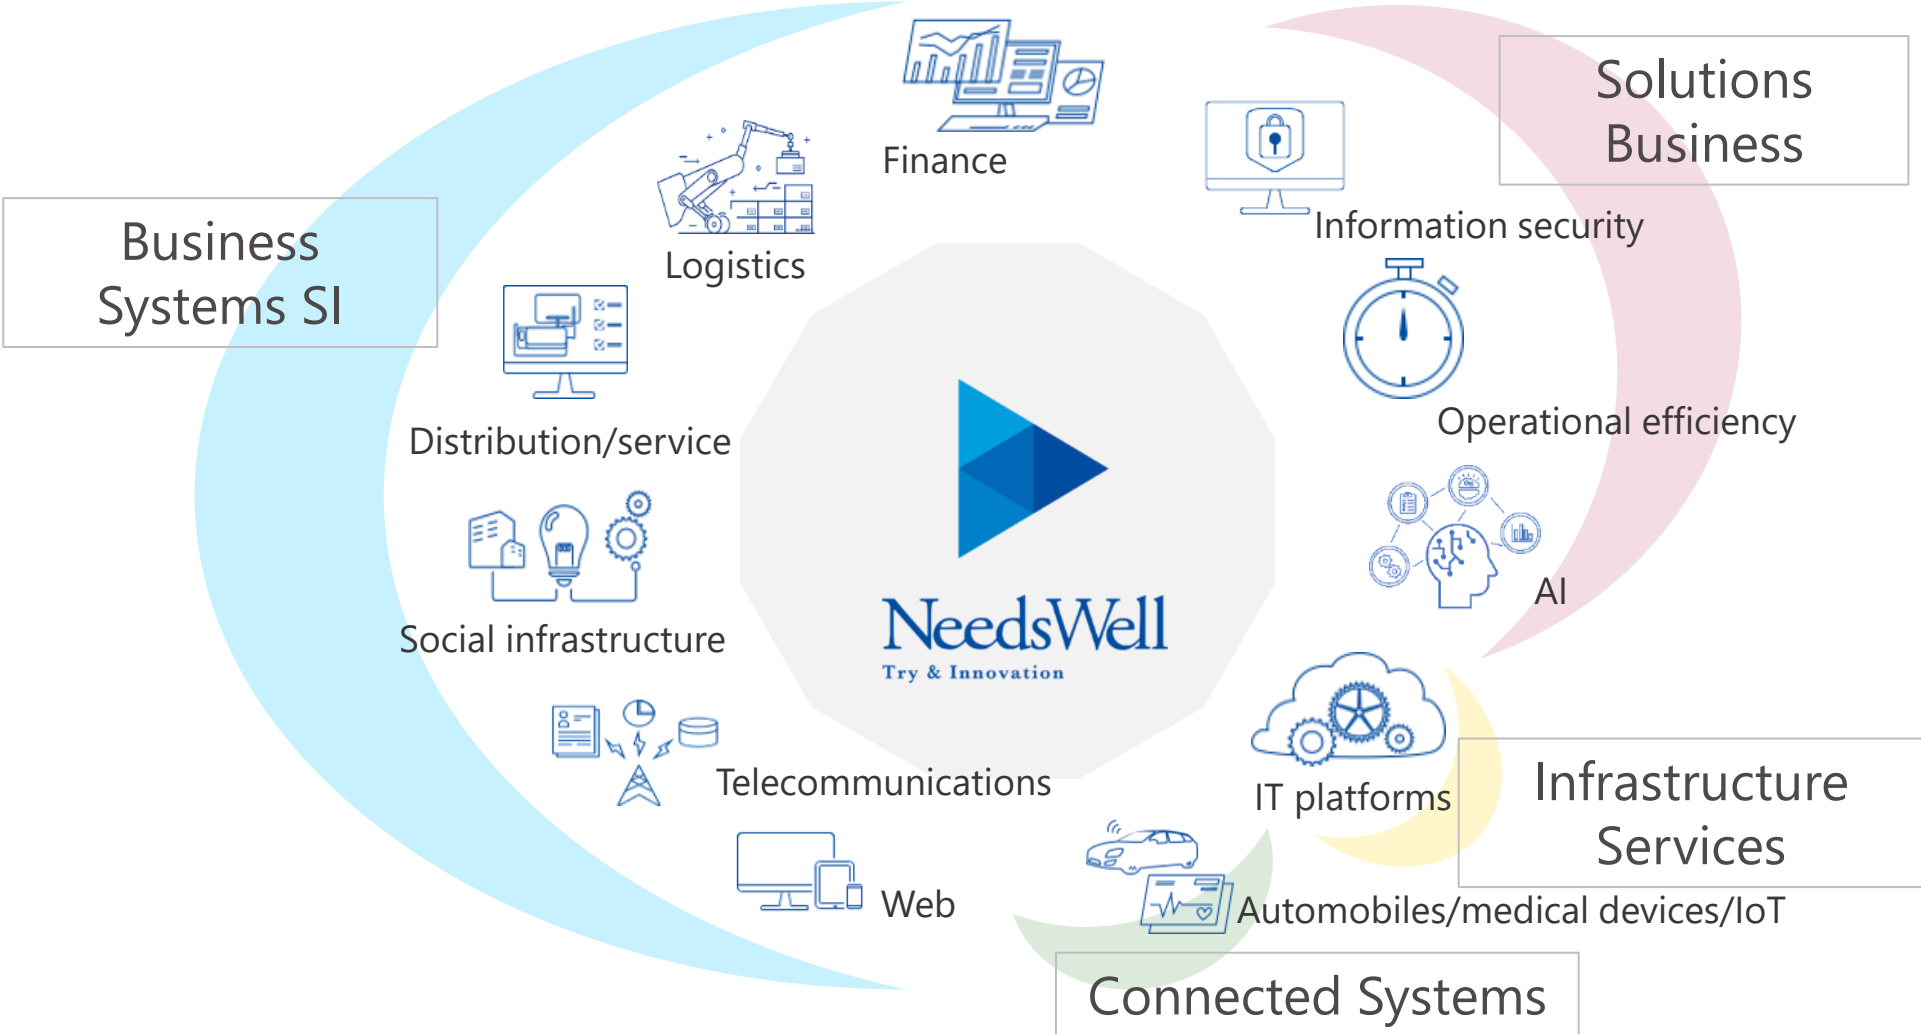 Finance
Solutions
Business
Information security
Logistics
Business
Systems SI
Operational efficiency
Distribution/service
AI
NeedsWell
Try & Innovation
Social infrastructure
Telecommunications
IT platforms
Infrastructure
Services
Web
Automobiles/medical devices/IoT
Connected Systems